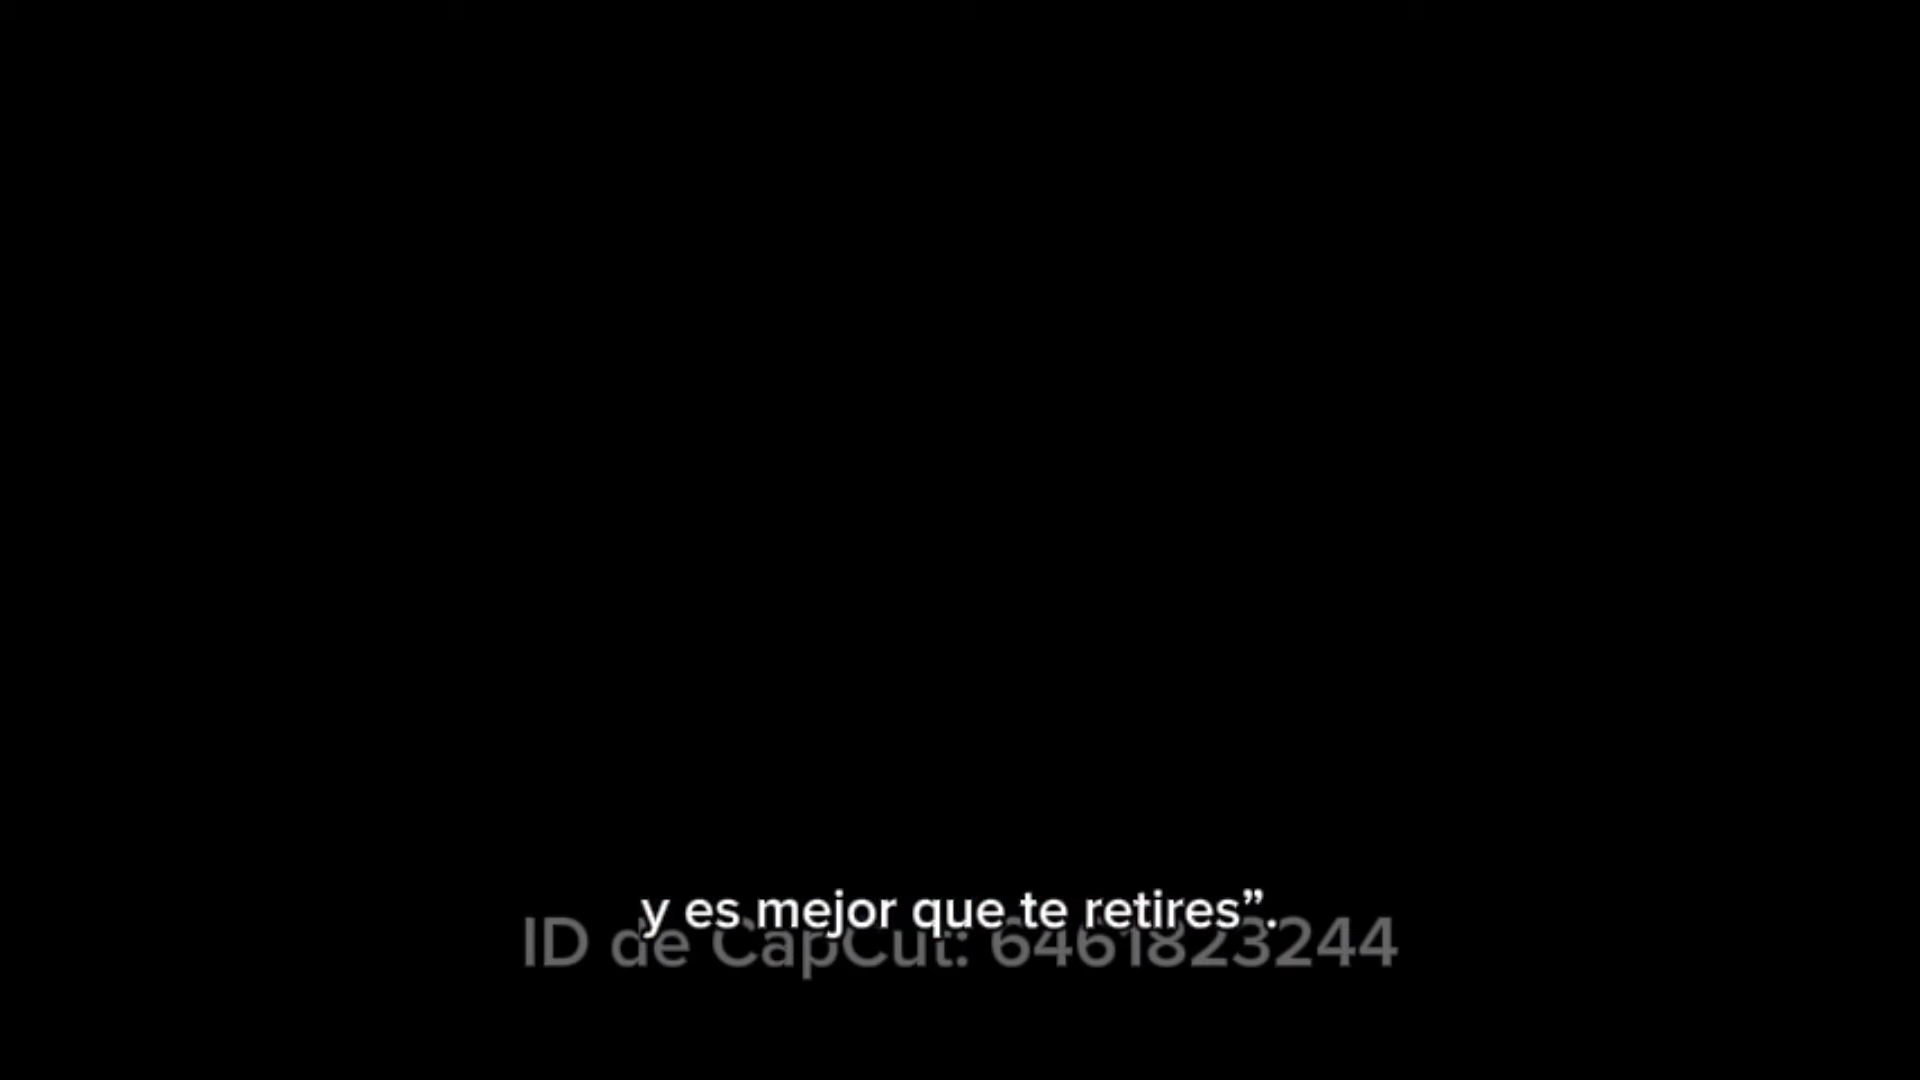 y es mejor que te retires”.
ID de CapCut: 6461823244